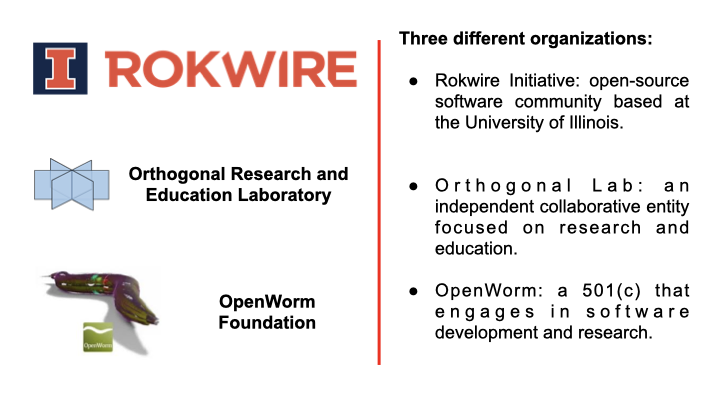 I ROKWIRE
Orthogonal Research and
Education Laboratory
OpenWorm
OpenWorm
Foundation
Three different organizations:
● Rokwire Initiative: open-source
software community based at
the University of Illinois.
● Orthogonal Lab: an
independent collaborative entity
focused on research and
education.
● OpenWorm: a 501(c) that
engages in software
development and research.